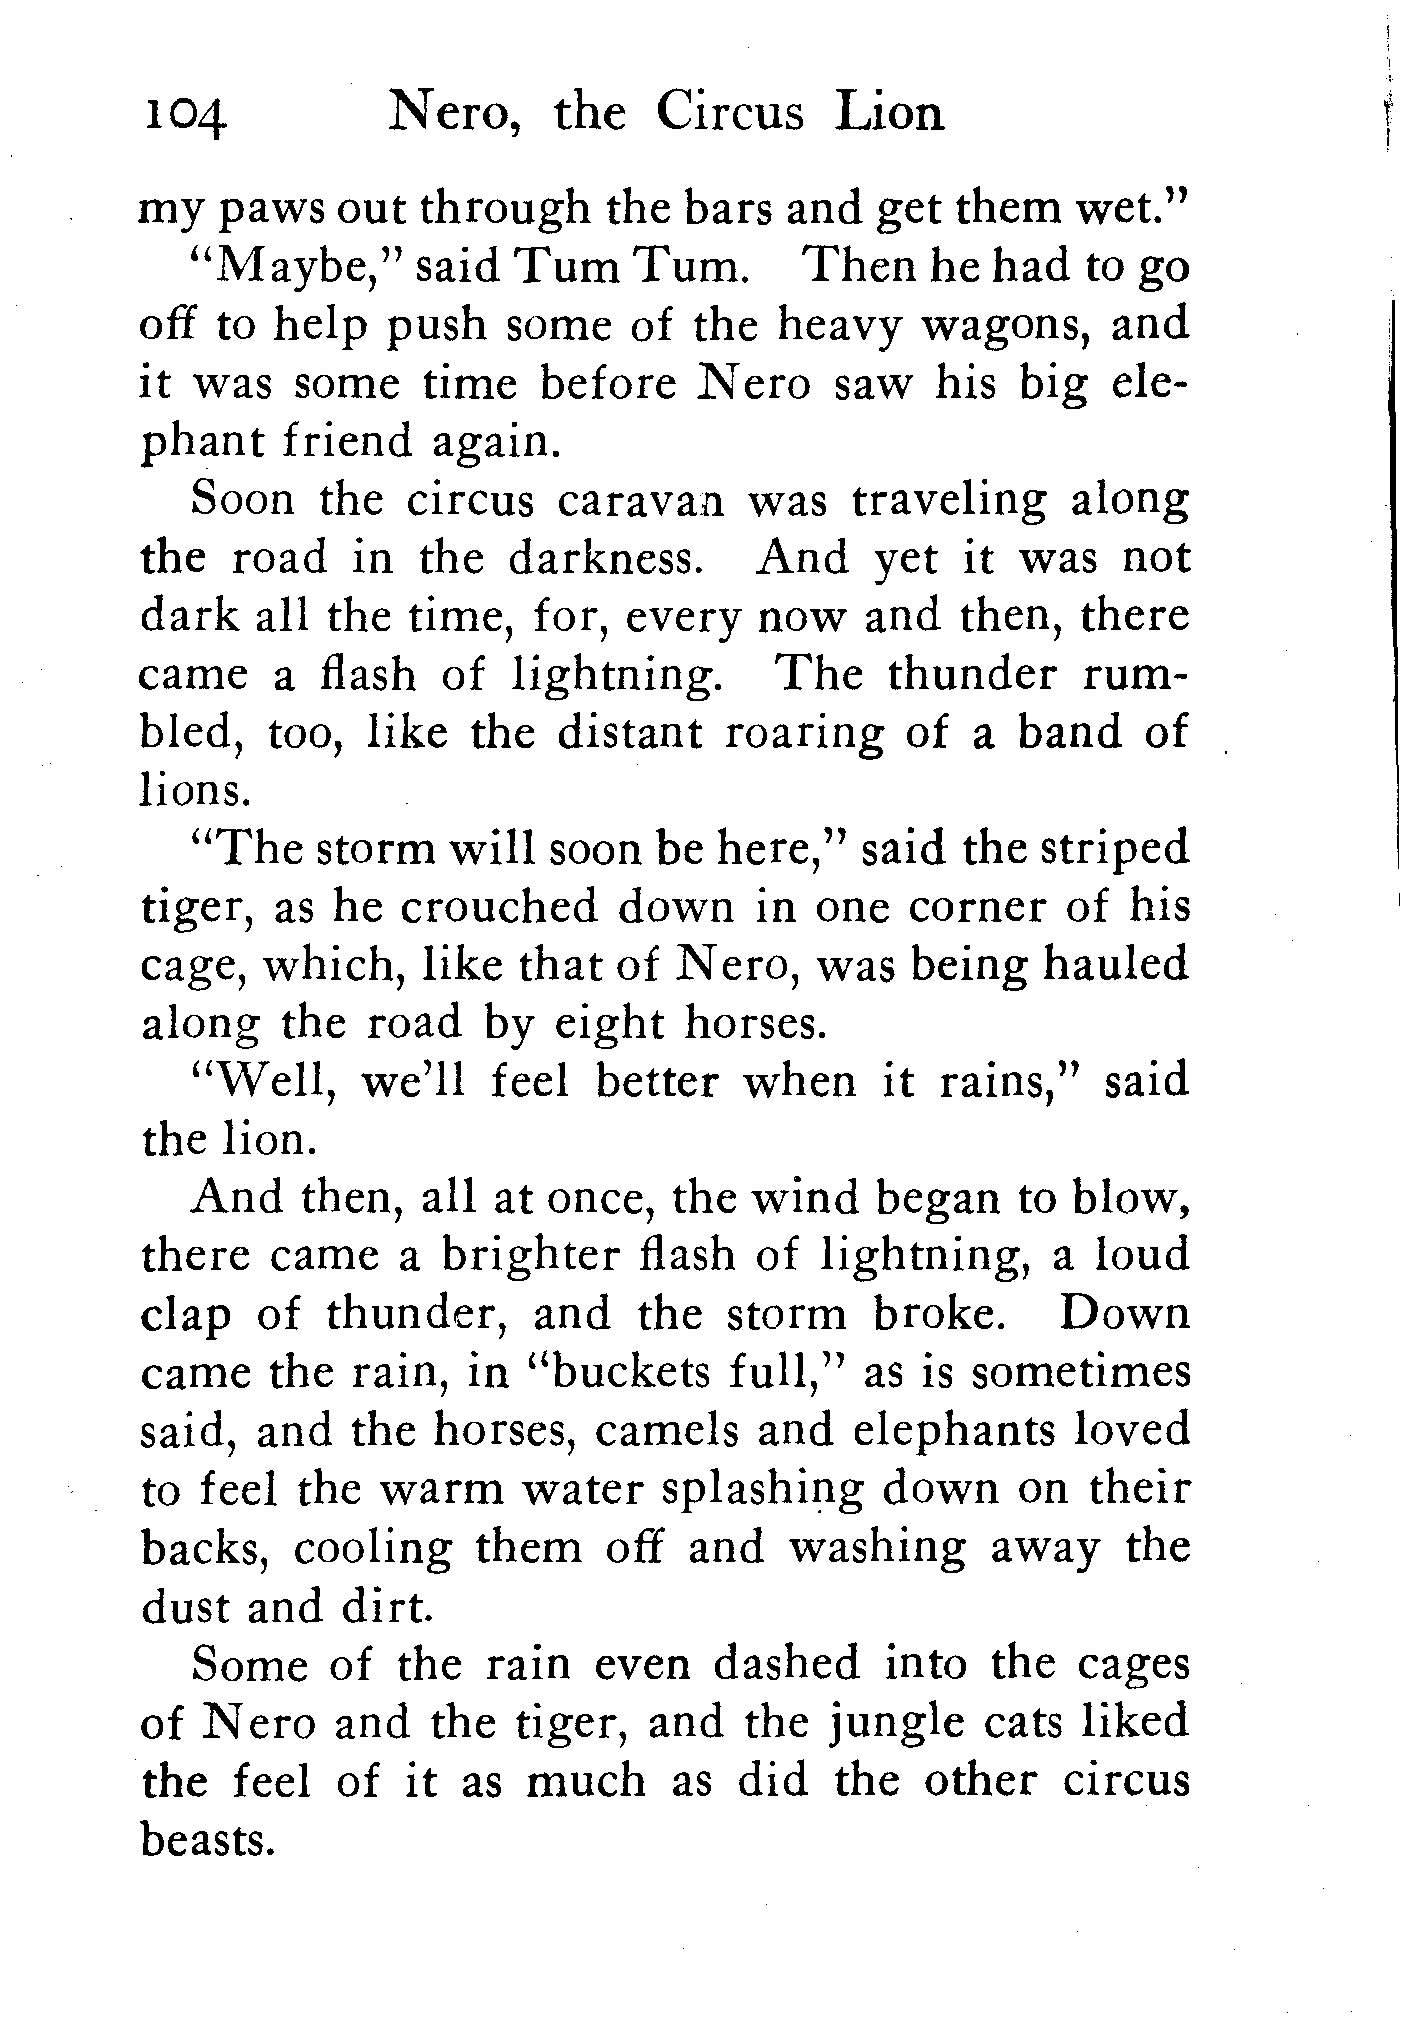 104 Nero, the Circus Lion
my paws out through the bars and get them wet.”
“Maybe,” said Tum Tum. Then he had to go
off to help push some of the heavy wagons, and
it was some time before Nero saw his big ele-
phant friend again.
Soon the circus caravan was traveling along
the road in the darkness. And yet it was not
dark all the time, for, every now and then, there
came a flash of lightning. The thunder rum-
bled, too, like the distant roaring of a band of
lions.
“The storm will soon be here,” said the striped
tiger, as he crouched down in one corner of his
cage, which, like that of Nero, was being hauled
along the road by eight horses.
“Well, we’ll feel better when it rains,” said
the lion.
And then, all at once, the wind began to blow,
there came a brighter flash of lightning, a loud
clap of thunder, and the storm broke. Down
came the rain, in “buckets full,” as is sometimes
said, and the horses, camels and elephants loved
to feel the warm water splashing down on their
backs, cooling them off and washing away the
dust and dirt.
Some of the rain even dashed into the cages
of Nero and the tiger, and the jungle cats liked
the feel of it as much as did the other circus
beasts.